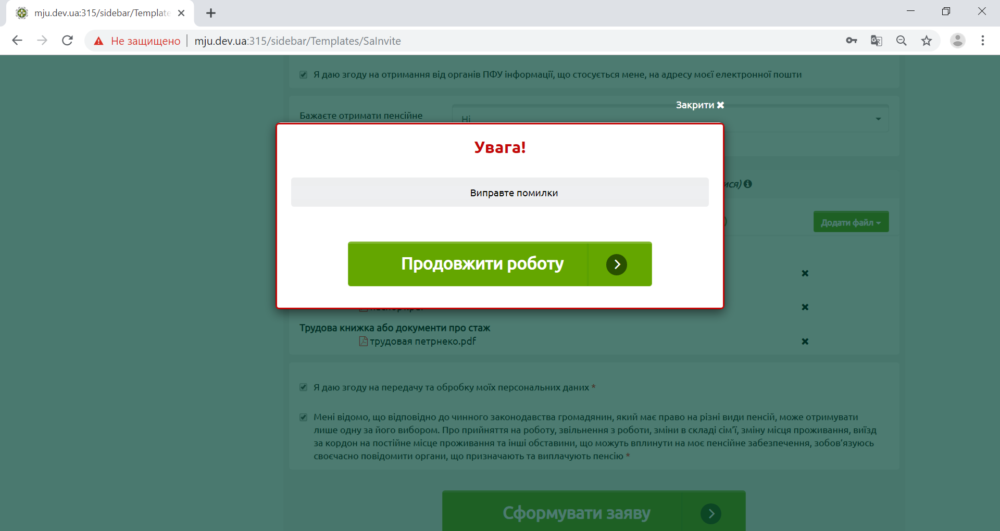 mju.dev.ua:315/sidebar/Template
Не защищено mju.dev.ua:315/sidebar/Templates/SaInvite
Я даю згоду на отримання від органів ПФУ інформації, що стосується мене, на адресу моєї електронної пошти
Закрити
Бажаєте отримати пенсійне
Ні
Увага!
ися)
Виправте помилки
)
Додати файл
Продовжити роботу
Трудова книжка або документи про стаж
трудовая петрнеко.pdf
Я даю згоду на передачу та обробку моїх персональних даних *
Мені відомо, що відповідно до чинного законодавства громадянин, який має право на різні види пенсій, може отримувати
лише одну за його вибором. Про прийняття на роботу, звільнення з роботи, зміни в складі сім’ї, зміну місця проживання, виїзд
за кордон на постійне місце проживання та інші обставини, що можуть вплинути на моє пенсійне забезпечення, зобов’язуюсь
своєчасно повідомити органи, що призначають та виплачують пенсію *
Сформувати заяву